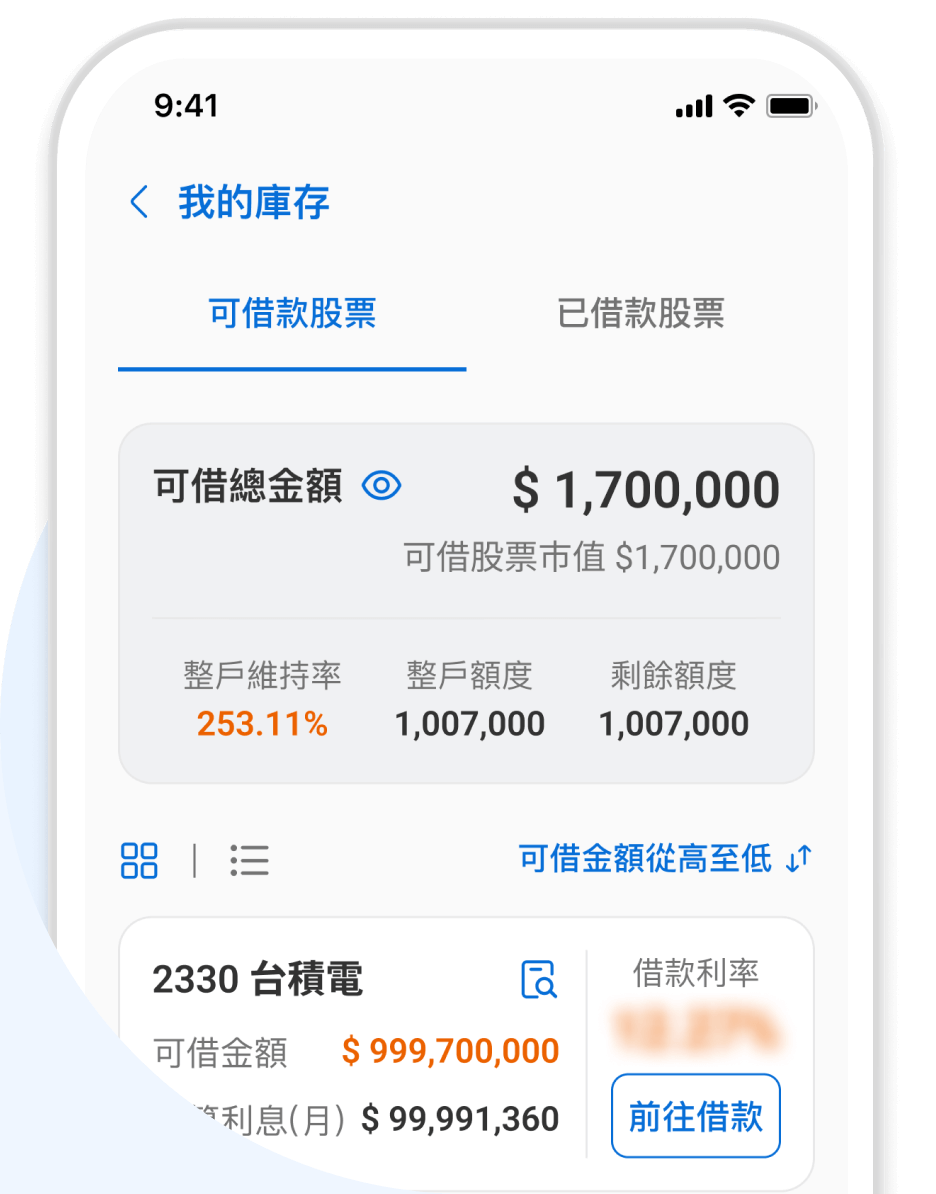 9:41
我的庫存
可借款股票 已借款股票
可借總金額 $ 1,700,000
可借股票市值 $1,700,000
整戶維持率 整戶額度 剩餘額度
253.11% 1,007,000 1,007,000
可借金額從高至低
2330 台積電
借款利率
可借金額 $ 999,700,000
利息(月) $ 99,991,360
前往借款